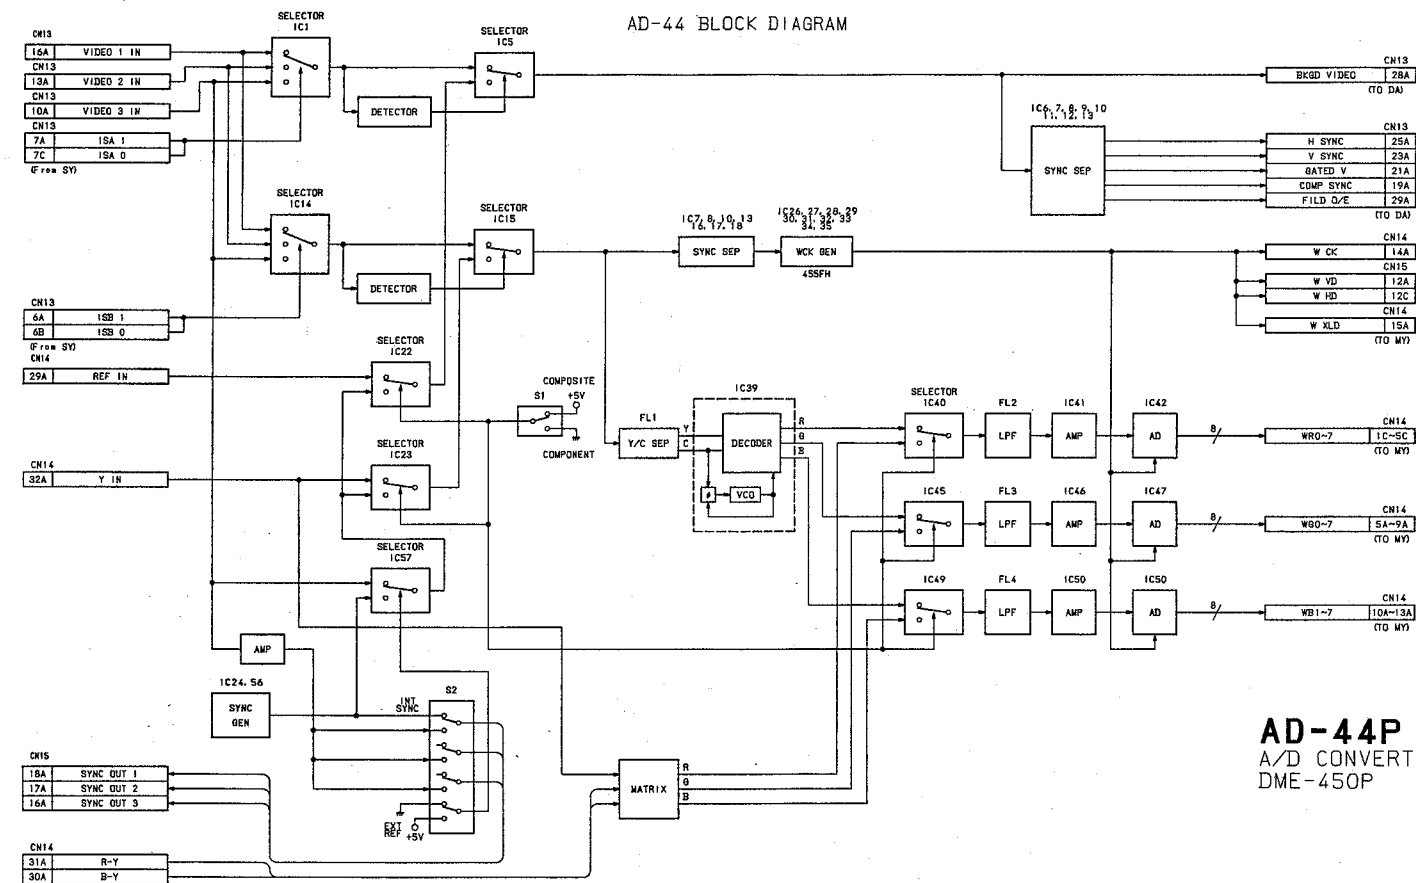 AD-44 BLOCK DIAGRAM
CN13
16A VIDEO 1 IN
CN13
13A VIDEO 2 IN
CN13
10A VIDEO 3 IN
CN13
7A ISA 1
7C ISA 0
(From SY)
SELECTOR
IC1
DETECTOR
SELECTOR
IC5
CN13
BKGD VIDEO 28A
(TO DA)
IC6, 7, 8, 9, 10
11, 12, 13
SYNC SEP
CN13
H SYNC 25A
V SYNC 23A
GATED V 21A
COMP SYNC 19A
FILD O/E 29A
(TO DA)
SELECTOR
IC14
DETECTOR
SELECTOR
IC15
IC7, 8, 10, 13
16, 17, 18
SYNC SEP
IC26, 27, 28, 29
30, 31, 32, 33
34, 35
WCK GEN
455FH
CN14
W CK 14A
CN15
W VD 12A
W HD 12C
CN14
W XLD 15A
(TO MY)
CN13
6A ISB 1
6B ISB 0
(From SY)
CN14
29A REF IN
SELECTOR
IC22
S1
COMPOSITE
+5V
COMPONENT
CN14
32A Y IN
SELECTOR
IC23
SELECTOR
IC57
FL1
Y/C SEP
Y
C
IC39
DECODER
VCO
R
G
B
SELECTOR
IC40
FL2
LPF
IC41
AMP
IC42
AD
8
CN14
WR0~7 1C~5C
(TO MY)
IC45
FL3
LPF
IC46
AMP
IC47
AD
8
CN14
WG0~7 5A~9A
(TO MY)
IC49
FL4
LPF
IC50
AMP
IC50
AD
8
CN14
WB1~7 10A~13A
(TO MY)
AMP
IC24, 56
SYNC
GEN
INT
SYNC
S2
EXT
REF
+5V
CN15
18A SYNC OUT 1
17A SYNC OUT 2
16A SYNC OUT 3
CN14
31A R-Y
30A B-Y
MATRIX
R
G
B
AD-44P
A/D CONVERT
DME-450P